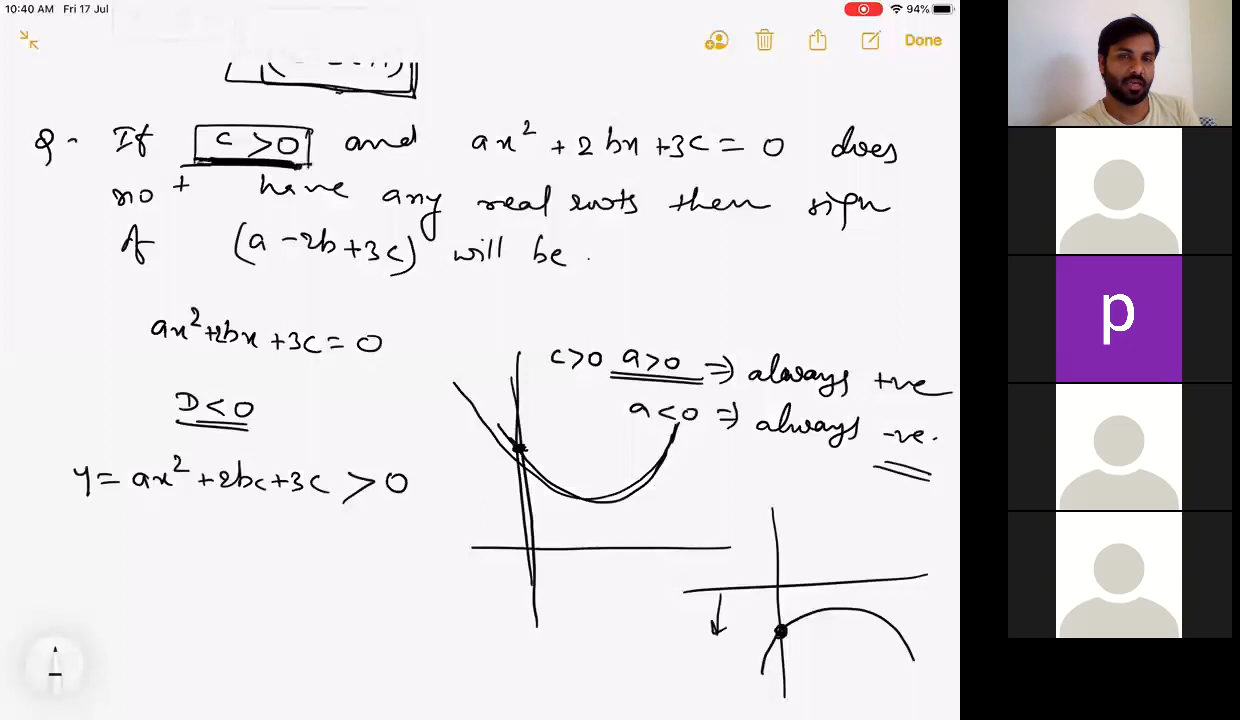 10:40 AM Fri 17 Jul
94%
Done
Q - If c > 0 and ax² + 2bx + 3c = 0 does
not have any real roots then sign
of (a - 2b + 3c) will be .
ax² + 2bx + 3c = 0
c > 0 a > 0 ⇒ always +ve
D < 0
a < 0 ⇒ always -ve.
y = ax² + 2bc + 3c > 0
p